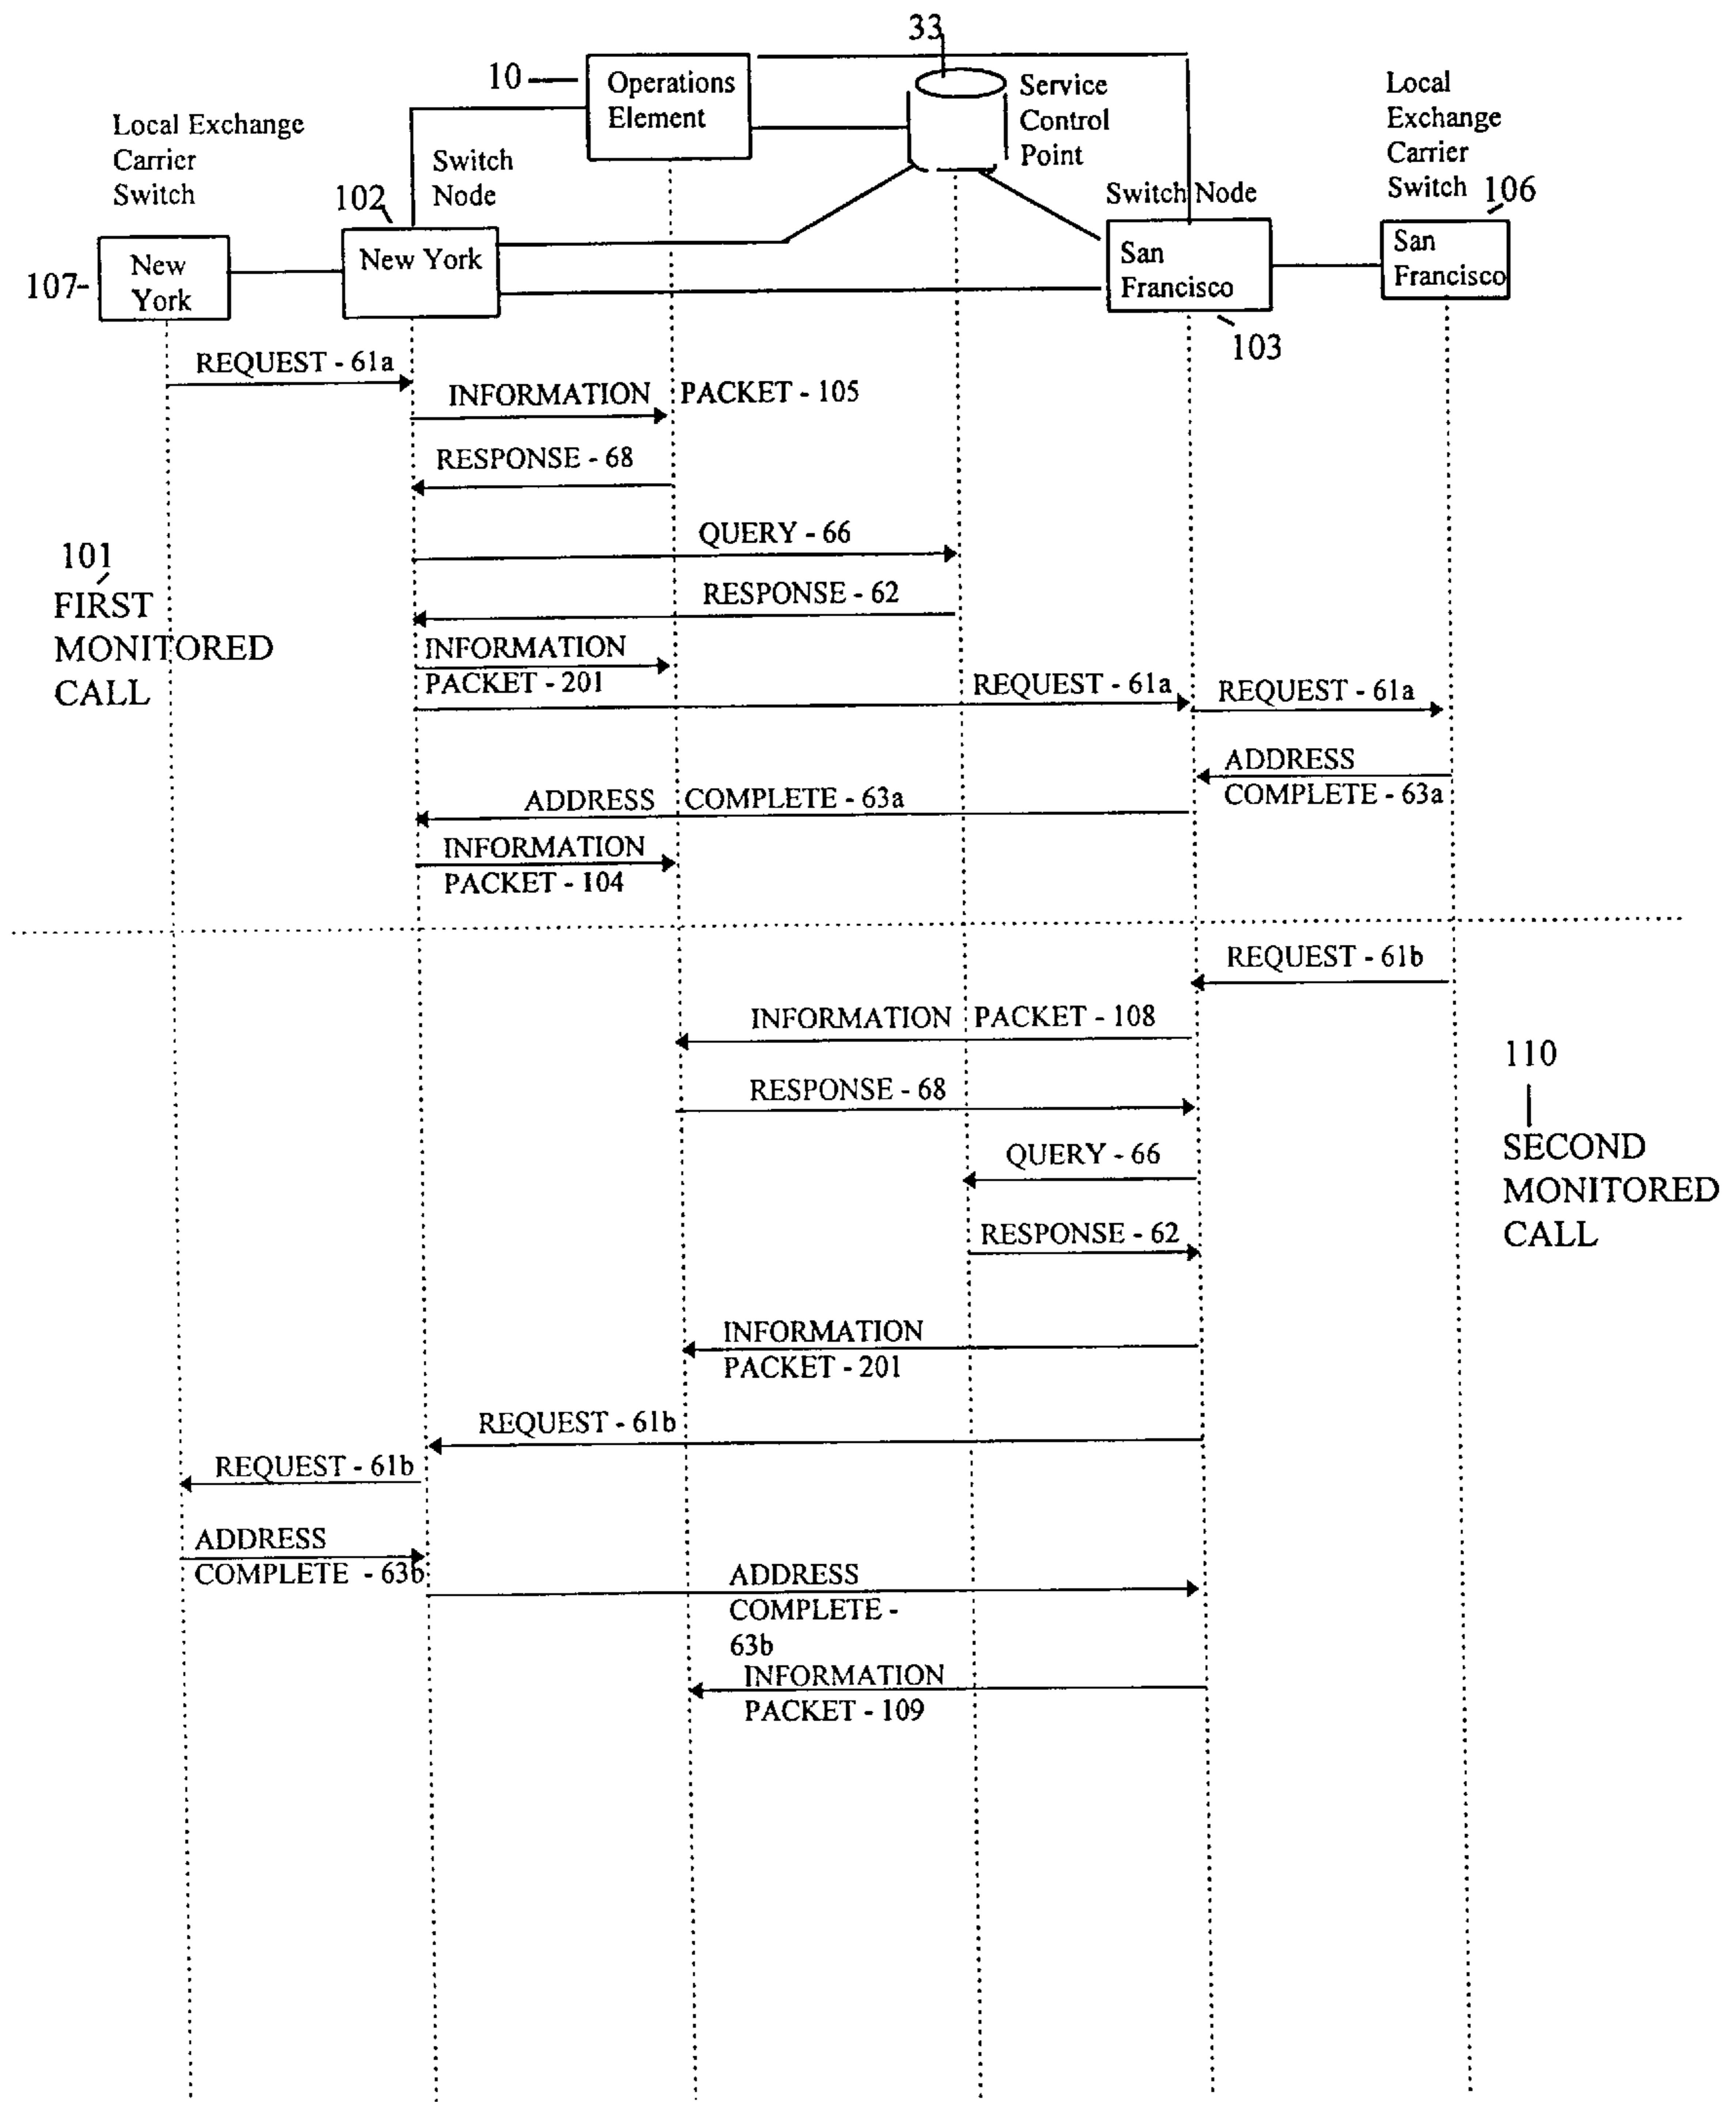 33
10
Operations
Element
Service
Control
Point
Local
Exchange
Carrier
Switch
106
Local Exchange
Carrier
Switch
Switch
Node
102
Switch Node
107
New
York
New York
San
Francisco
San
Francisco
103
REQUEST - 61a
INFORMATION PACKET - 105
RESPONSE - 68
QUERY - 66
101
FIRST
MONITORED
CALL
RESPONSE - 62
INFORMATION
PACKET - 201
REQUEST - 61a
REQUEST - 61a
ADDRESS
COMPLETE - 63a
ADDRESS COMPLETE - 63a
INFORMATION
PACKET - 104
REQUEST - 61b
INFORMATION PACKET - 108
110
SECOND
MONITORED
CALL
RESPONSE - 68
QUERY - 66
RESPONSE - 62
INFORMATION
PACKET - 201
REQUEST - 61b
REQUEST - 61b
ADDRESS
COMPLETE - 63b
ADDRESS
COMPLETE -
63b
INFORMATION
PACKET - 109